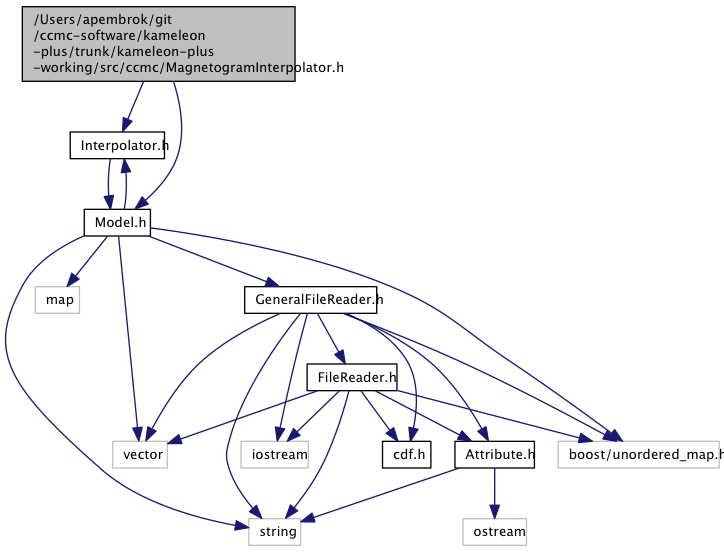 /Users/apembrok/git
/ccmc-software/kameleon
-plus/trunk/kameleon-plus
-working/src/ccmc/MagnetogramInterpolator.h
Interpolator.h
Model.h
map
GeneralFileReader.h
FileReader.h
vector
iostream
cdf.h
Attribute.h
boost/unordered_map.h
string
ostream